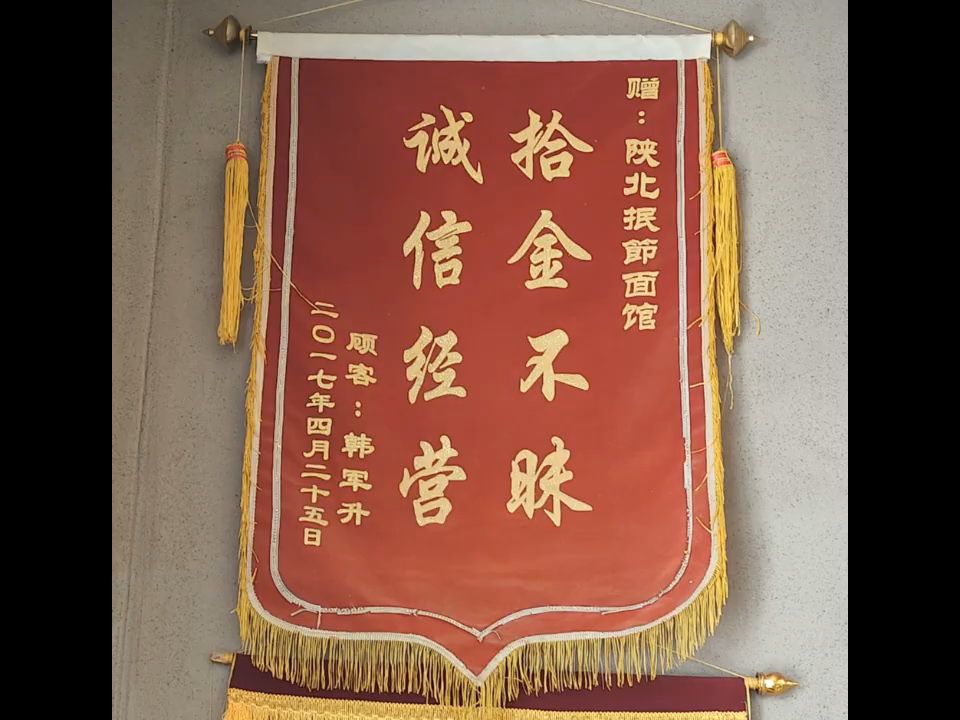 赠:陕北抿節面馆
拾金不昧
诚信经营
顾客:韩军升
二〇一七年四月二十五日